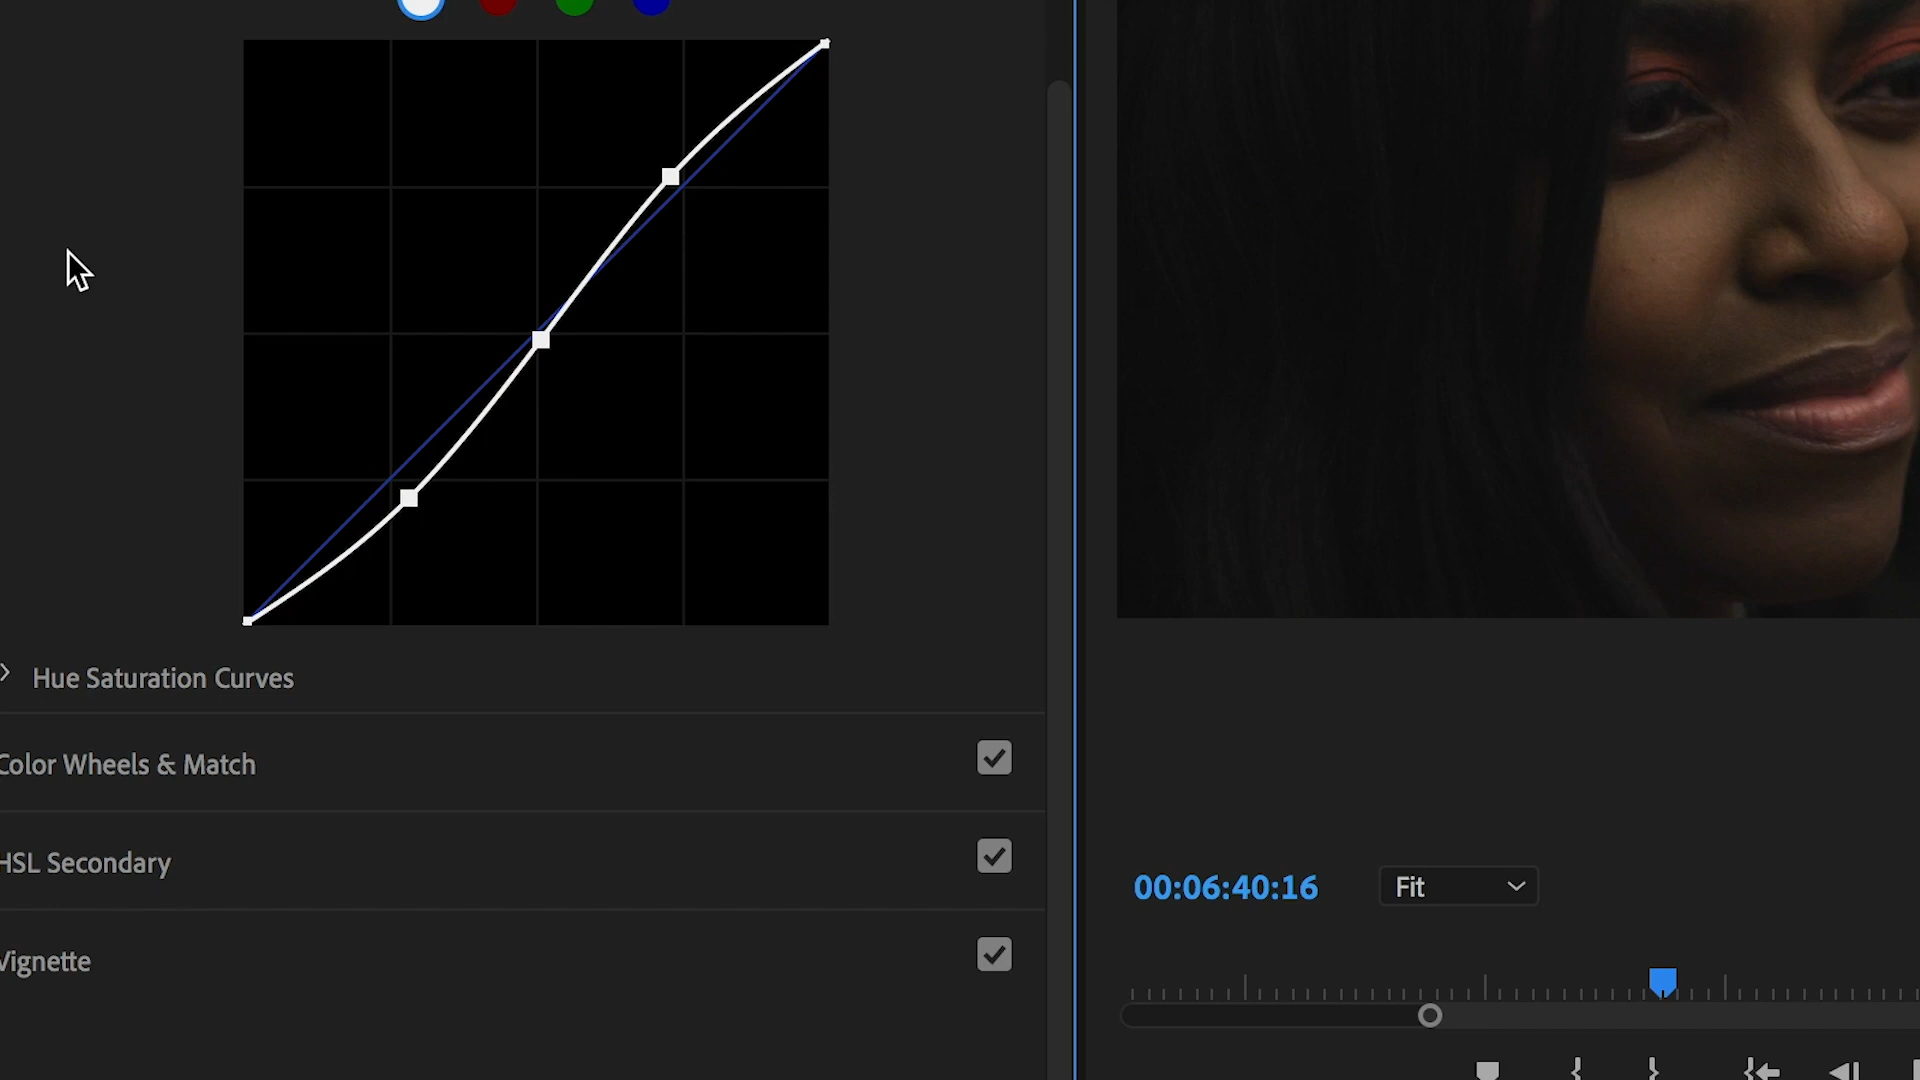 Hue Saturation Curves
Color Wheels & Match
HSL Secondary
Vignette
00:06:40:16
Fit